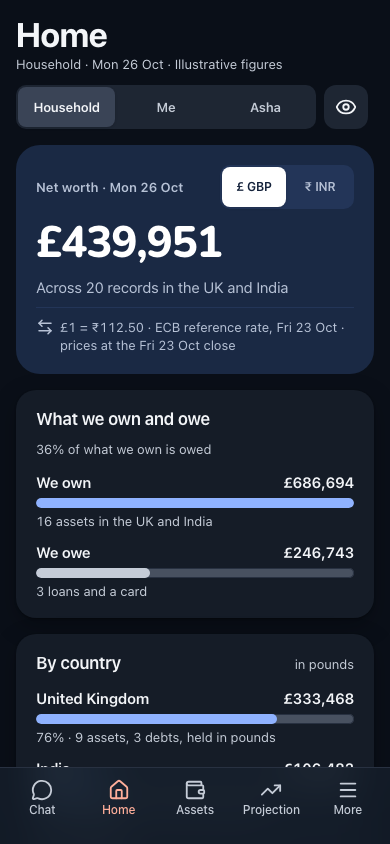 Home
Household · Mon 26 Oct · Illustrative figures
Household Me Asha
Net worth · Mon 26 Oct £ GBP ₹ INR
£439,951
Across 20 records in the UK and India
£1 = ₹112.50 · ECB reference rate, Fri 23 Oct ·
prices at the Fri 23 Oct close
What we own and owe
36% of what we own is owed
We own £686,694
16 assets in the UK and India
We owe £246,743
3 loans and a card
By country in pounds
United Kingdom £333,468
76% · 9 assets, 3 debts, held in pounds
Chat Home Assets Projection More